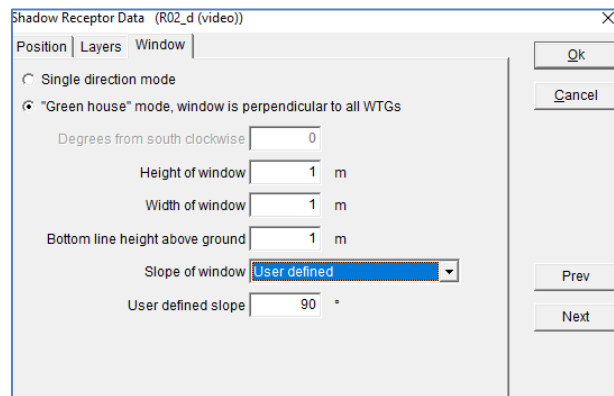 Shadow Receptor Data (R02_d (video))
Position Layers Window
Ok
Single direction mode
"Green house" mode, window is perpendicular to all WTGs
Cancel
Degrees from south clockwise 0
Height of window 1 m
Width of window 1 m
Bottom line height above ground 1 m
Slope of window User defined
Prev
User defined slope 90 °
Next